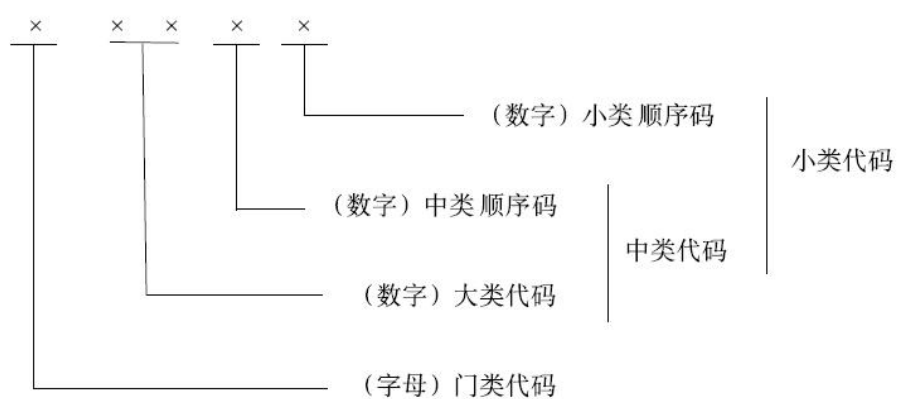 × × × × ×
（数字）小类顺序码
小类代码
（数字）中类顺序码
中类代码
（数字）大类代码
（字母）门类代码